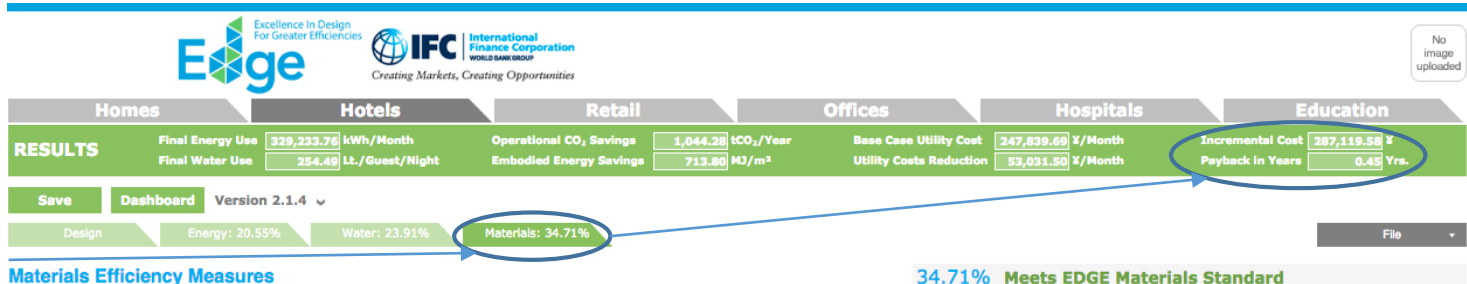 Excellence In Design
For Greater Efficiencies
Edge
IFC
International
Finance Corporation
WORLD BANK GROUP
Creating Markets, Creating Opportunities
No
image
uploaded
Homes Hotels Retail Offices Hospitals Education
RESULTS
Final Energy Use 329,233.76 kWh/Month Operational CO₂ Savings 1,044.28 tCO₂/Year Base Case Utility Cost 247,839.69 ¥/Month Incremental Cost 287,119.58 ¥
Final Water Use 254.49 Lt./Guest/Night Embodied Energy Savings 713.80 MJ/m² Utility Costs Reduction 53,031.50 ¥/Month Payback in Years 0.45 Yrs.
Save Dashboard Version 2.1.4
Design Energy: 20.55% Water: 23.91% Materials: 34.71% File
Materials Efficiency Measures 34.71% Meets EDGE Materials Standard